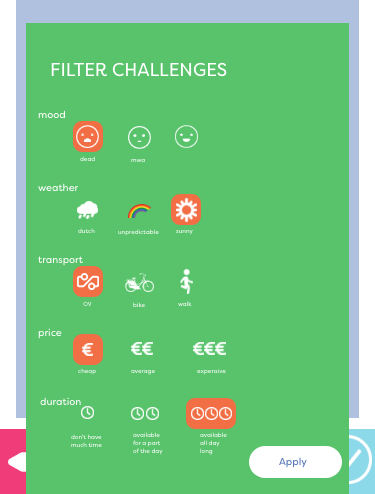 FILTER CHALLENGES
mood
dead
mwa
weather
dutch
unpredictable
sunny
transport
OV
bike
walk
price
€
€€
€€€
cheap
average
expensive
duration
don't have
much time
available
for a part
of the day
available
all day
long
Apply